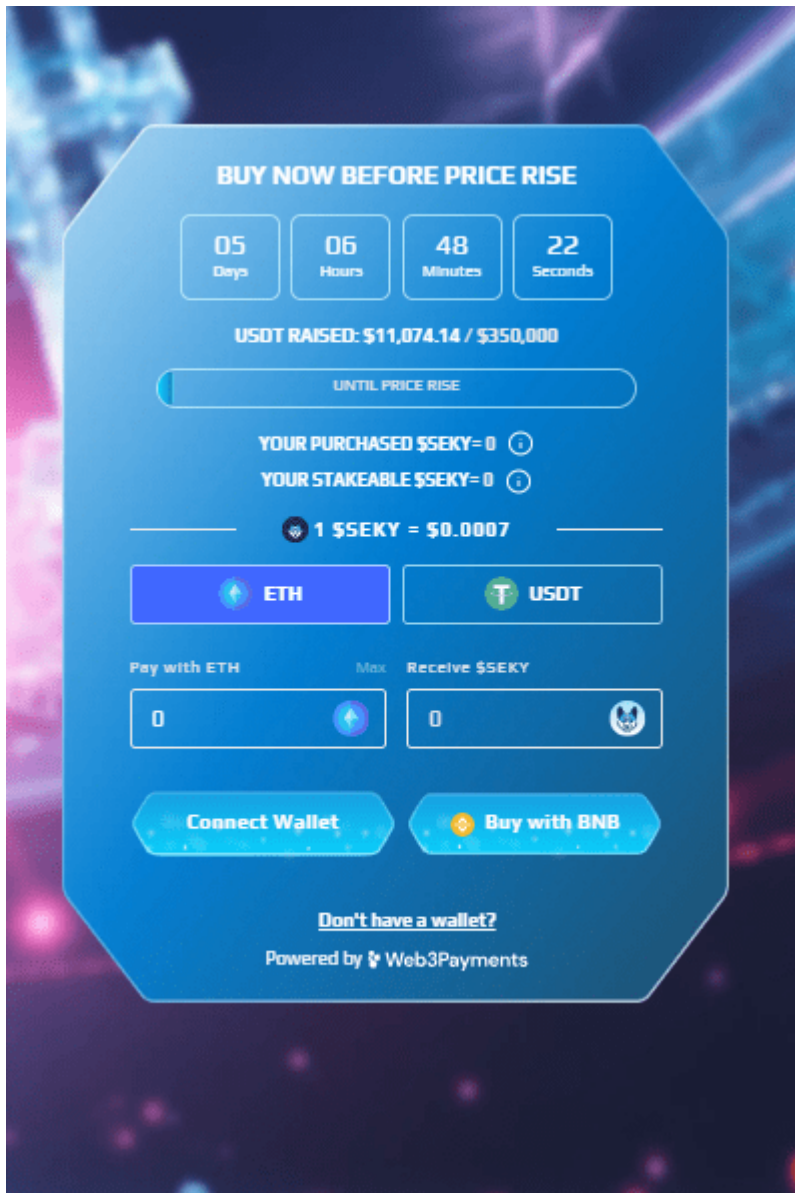 BUY NOW BEFORE PRICE RISE
05 06 48 22
Days Hours Minutes Seconds
USDT RAISED: $11,074.14 / $350,000
UNTIL PRICE RISE
YOUR PURCHASED $SEKY= 0
YOUR STAKEABLE $SEKY= 0
1 $SEKY = $0.0007
ETH USDT
Pay with ETH Max Receive $SEKY
0 0
Connect Wallet Buy with BNB
Don't have a wallet?
Powered by Web3Payments